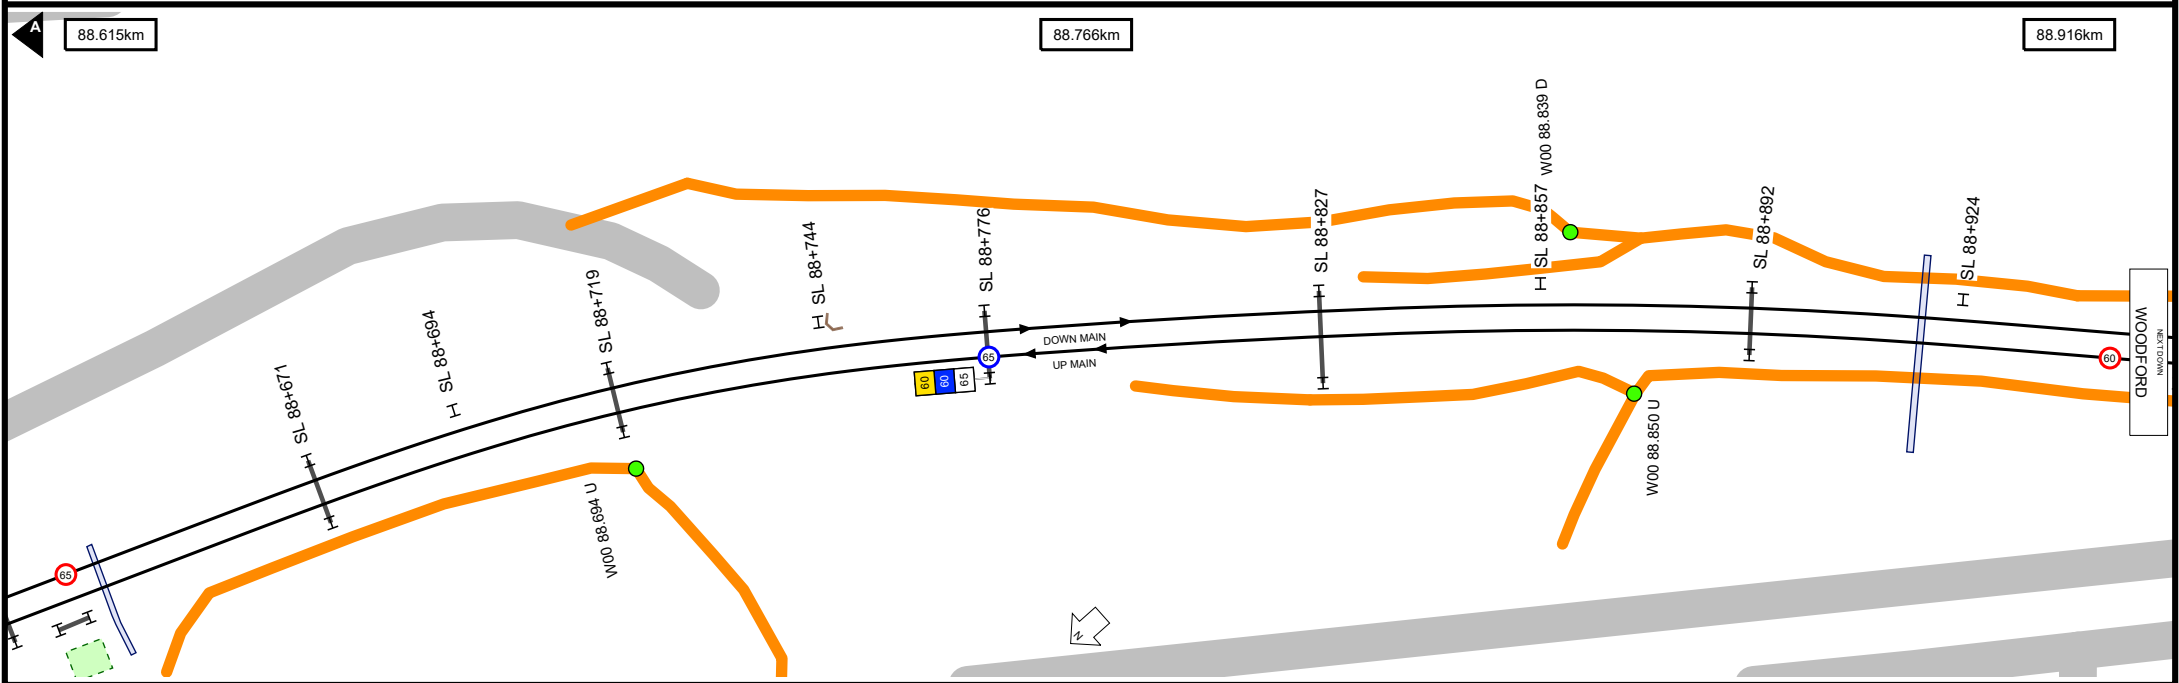 A
88.615km
88.766km
88.916km
W00 88.839 D
SL 88+671
SL 88+694
SL 88+719
SL 88+744
SL 88+776
SL 88+827
SL 88+857
SL 88+892
SL 88+924
DOWN MAIN
UP MAIN
65
60
60
65
60
WOODFORD
NEXT DOWN
W00 88.694 U
W00 88.850 U
65
N